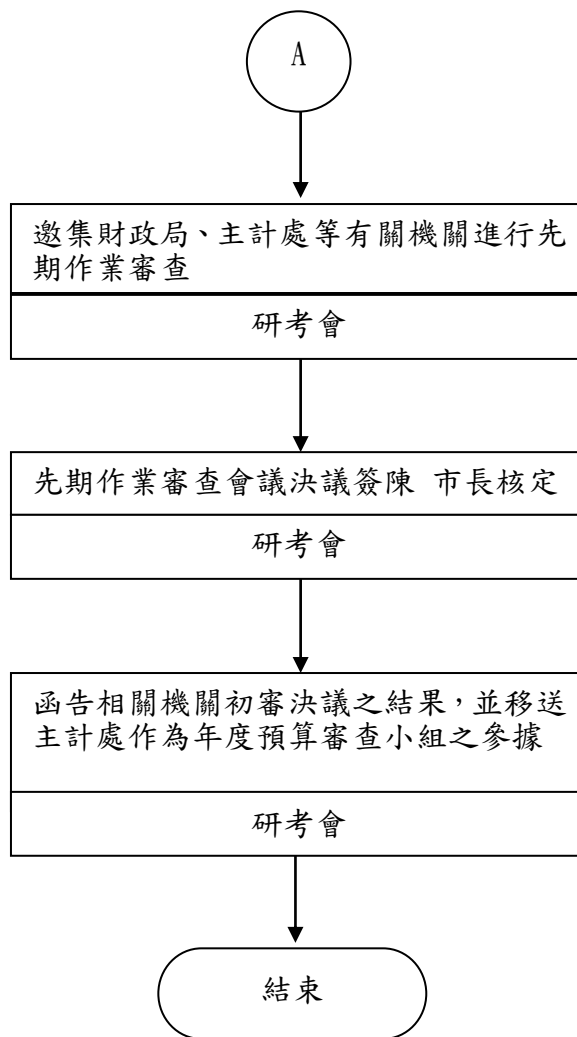 A
邀集財政局、主計處等有關機關進行先
期作業審查
研考會
先期作業審查會議決議簽陳 市長核定
研考會
函告相關機關初審決議之結果，並移送
主計處作為年度預算審查小組之參據
研考會
結束